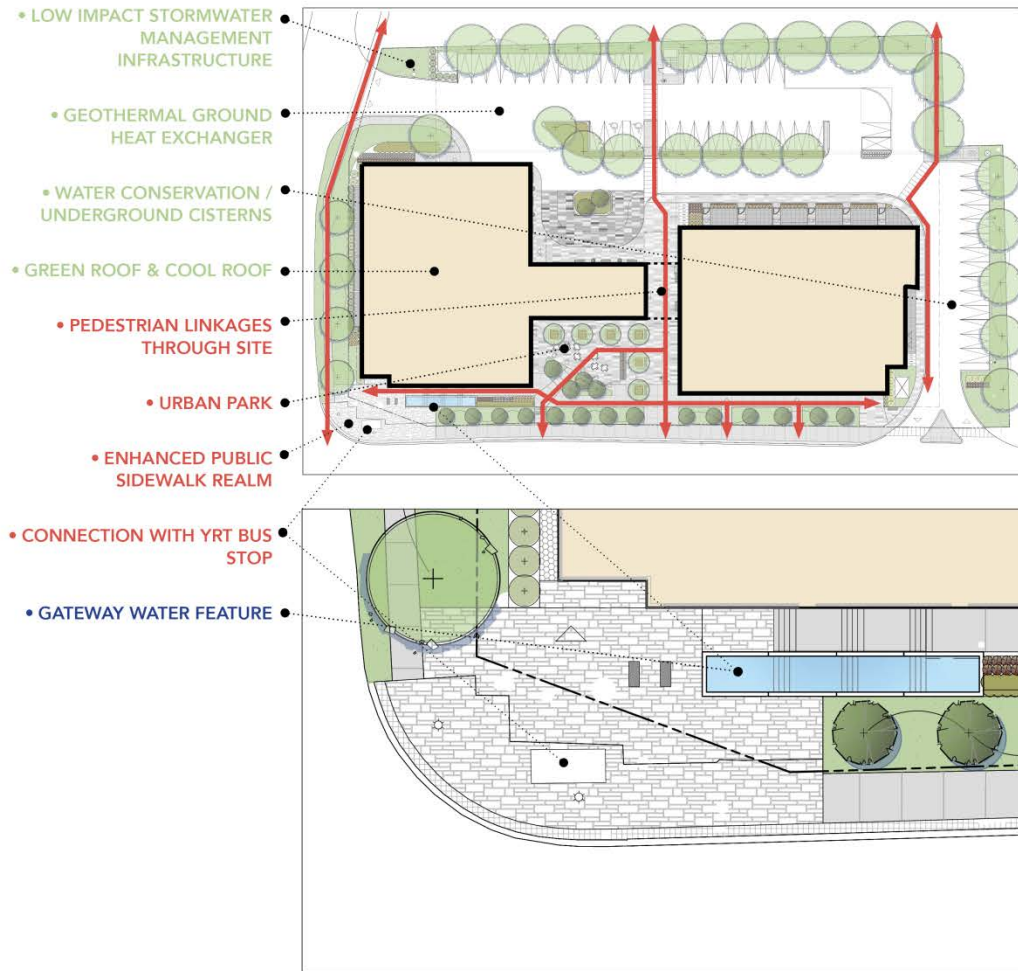 • LOW IMPACT STORMWATER
MANAGEMENT
INFRASTRUCTURE
• GEOTHERMAL GROUND
HEAT EXCHANGER
• WATER CONSERVATION /
UNDERGROUND CISTERNS
• GREEN ROOF & COOL ROOF
• PEDESTRIAN LINKAGES
THROUGH SITE
• URBAN PARK
• ENHANCED PUBLIC
SIDEWALK REALM
• CONNECTION WITH YRT BUS
STOP
• GATEWAY WATER FEATURE